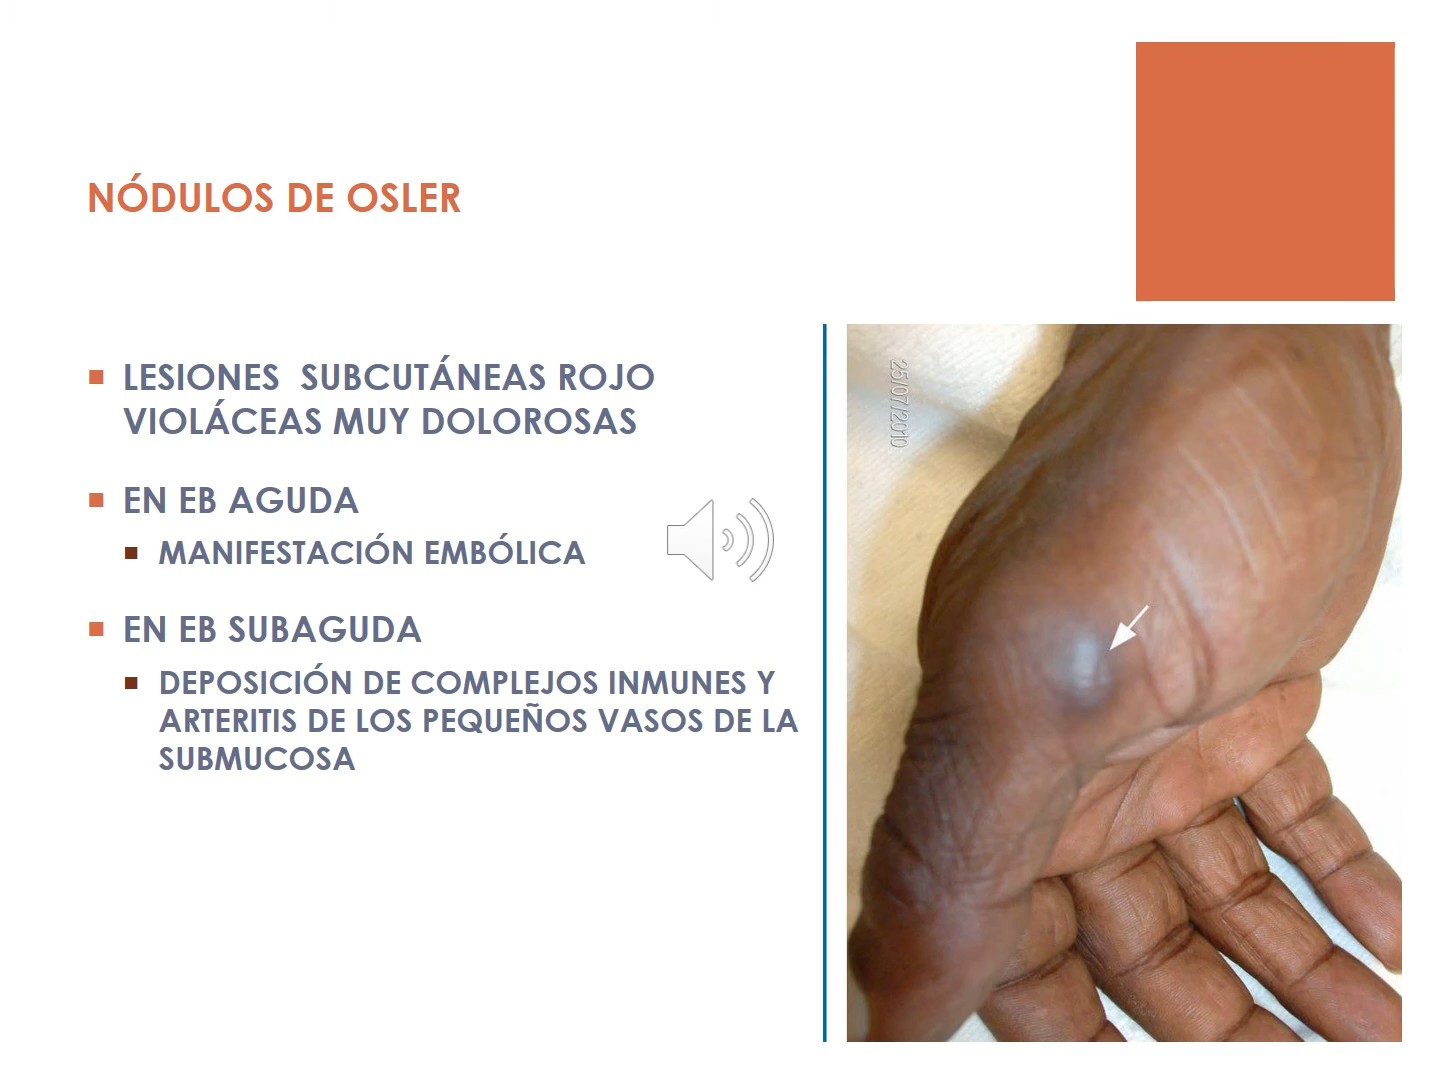 NÓDULOS DE OSLER
LESIONES SUBCUTÁNEAS ROJO
VIOLÁCEAS MUY DOLOROSAS
EN EB AGUDA
MANIFESTACIÓN EMBÓLICA
EN EB SUBAGUDA
DEPOSICIÓN DE COMPLEJOS INMUNES Y
ARTERITIS DE LOS PEQUEÑOS VASOS DE LA
SUBMUCOSA
25/07/2010